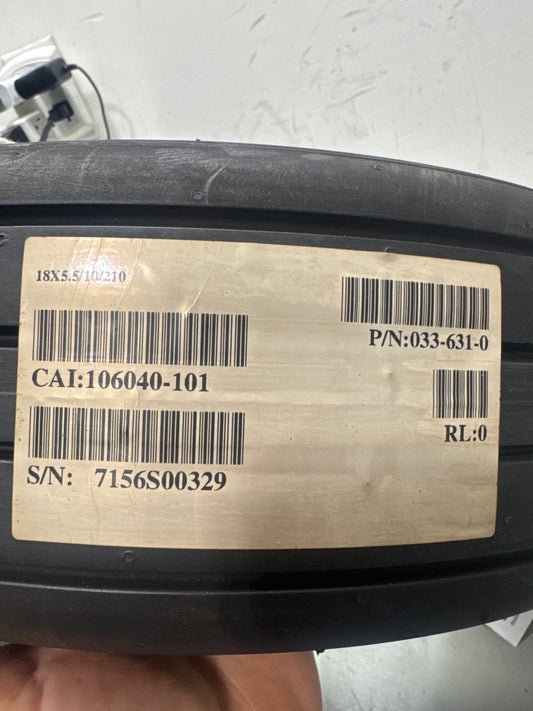 18X5.5/10/210
P/N:033-631-0
CAI:106040-101
RL:0
S/N: 7156S00329